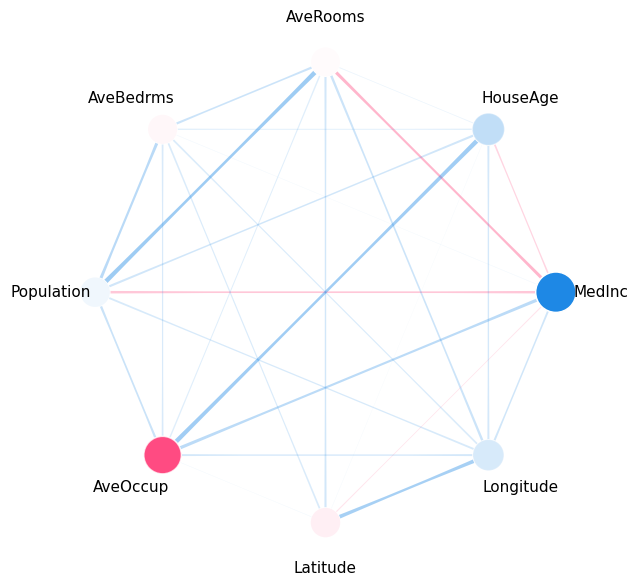 AveRooms
AveBedrms
HouseAge
Population
MedInc
AveOccup
Longitude
Latitude